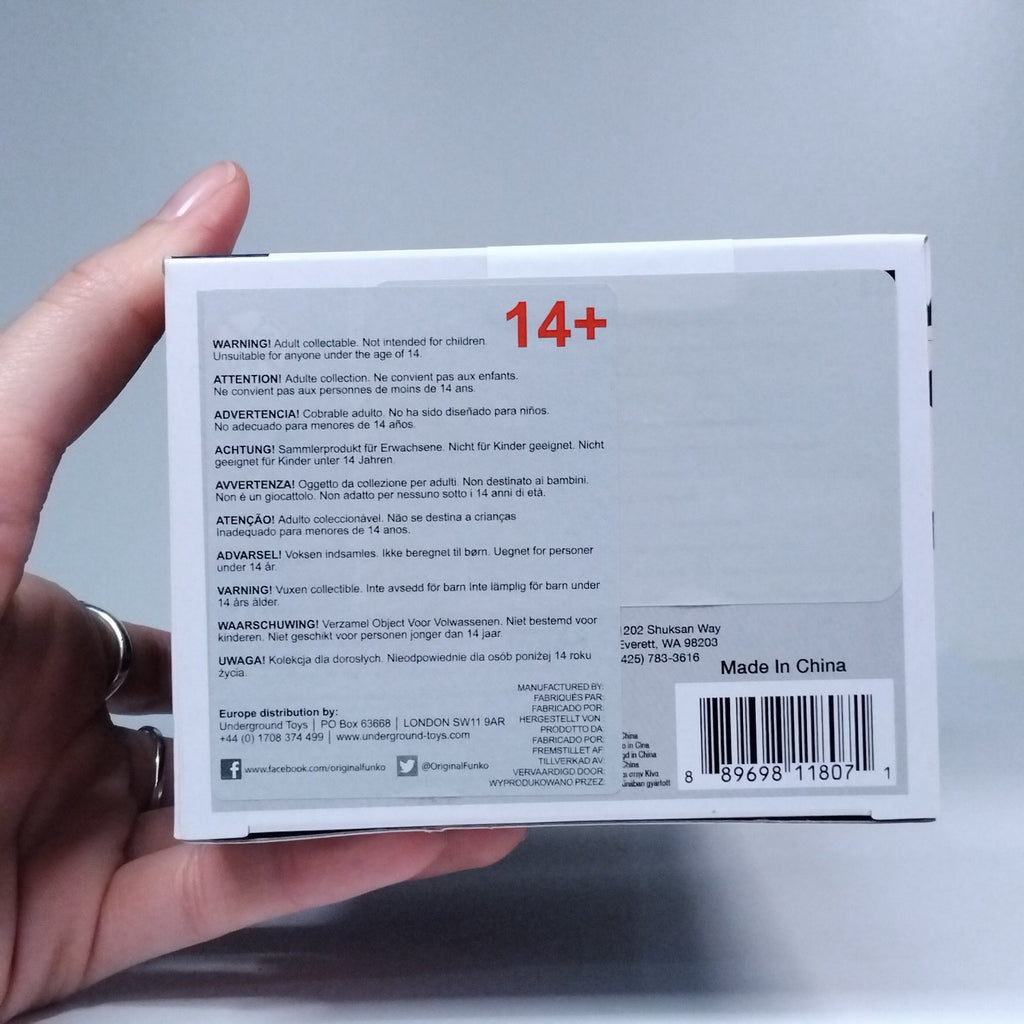 14+
WARNING! Adult collectable. Not intended for children.
Unsuitable for anyone under the age of 14.
ATTENTION! Adulte collection. Ne convient pas aux enfants.
Ne convient pas aux personnes de moins de 14 ans.
ADVERTENCIA! Cobrable adulto. No ha sido diseñado para niños.
No adecuado para menores de 14 años.
ACHTUNG! Sammlerprodukt für Erwachsene. Nicht für Kinder geeignet. Nicht
geeignet für Kinder unter 14 Jahren.
AVVERTENZA! Oggetto da collezione per adulti. Non destinato ai bambini.
Non é un giocattolo. Non adatto per nessuno sotto i 14 anni di etá.
ATENÇÃO! Adulto coleccionável. Não se destina a crianças
Inadequado para menores de 14 anos.
ADVARSEL! Voksen indsamles. Ikke beregnet til børn. Uegnet for personer
under 14 år.
VARNING! Vuxen collectible. Inte avsedd för barn Inte lämplig för barn under
14 års ålder.
WAARSCHUWING! Verzamel Object Voor Volwassenen. Niet bestemd voor
kinderen. Niet geschikt voor personen jonger dan 14 jaar.
UWAGA! Kolekcja dla dorosłych. Nieodpowiednie dla osób poniżej 14 roku
życia.
MANUFACTURED BY:
FABRIQUÉS PAR:
FABRICADO POR:
HERGESTELLT VON
PRODOTTO DA:
FABRICADO POR:
FREMSTILLET AF
TILLVERKAD AV:
VERVAARDIGD DOOR:
WYPRODUKOWANO PRZEZ:
Europe distribution by:
Underground Toys | PO Box 63668 | LONDON SW11 9AR
+44 (0) 1708 374 499 | www.underground-toys.com
www.facebook.com/originalfunko @OriginalFunko
1202 Shuksan Way
Everett, WA 98203
425) 783-3616
Made In China
China
o in Cina
gd in China
China
Kiva
gyártott
8 89698 11807 1